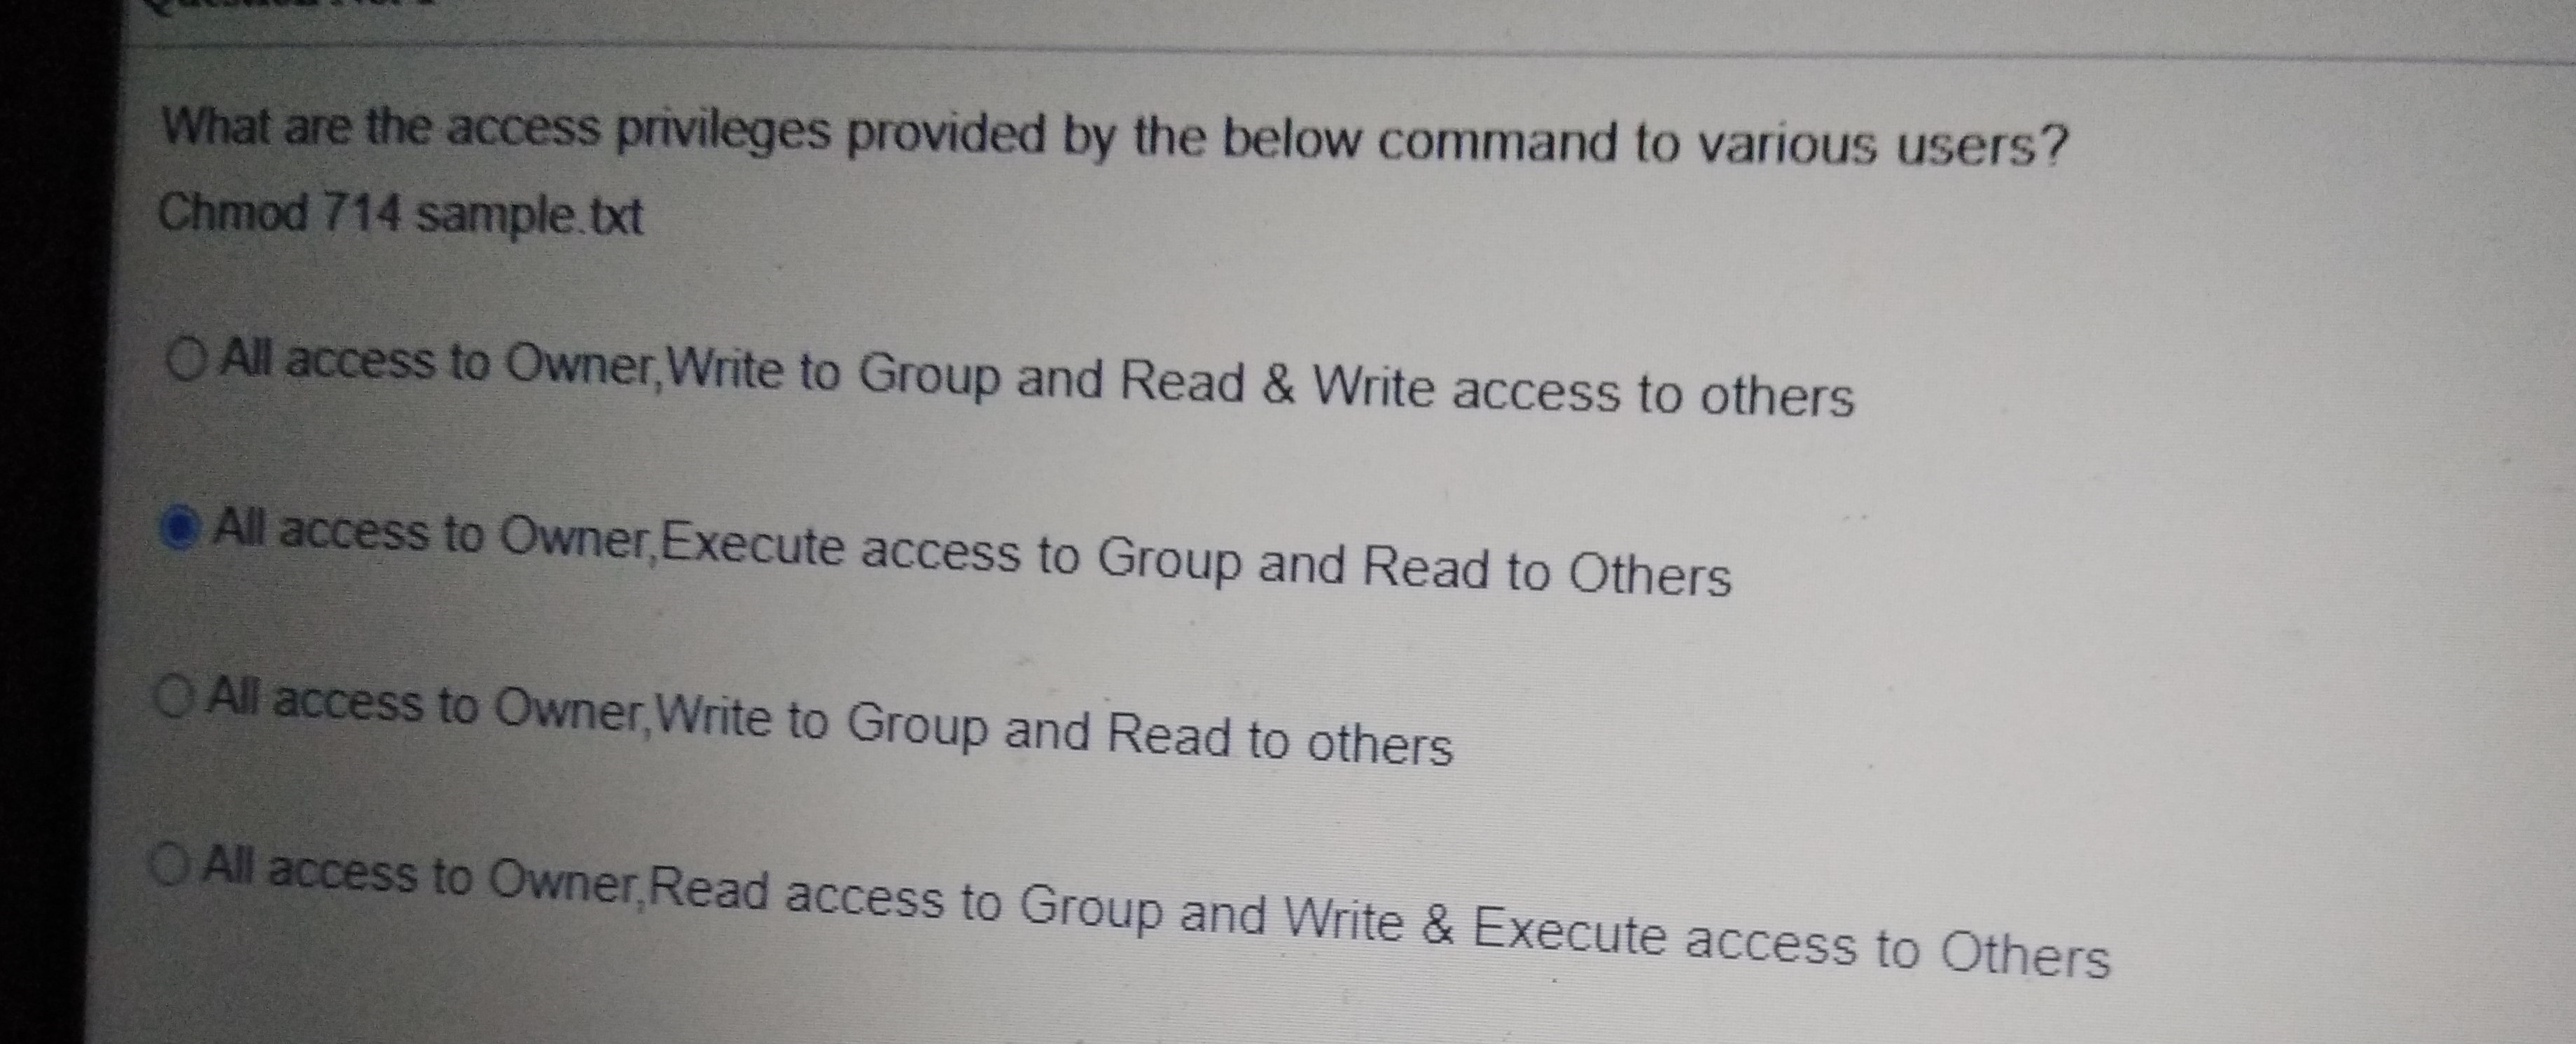 What are the access privileges provided by the below command to various users?
Chmod 714 sample.txt
All access to Owner,Write to Group and Read & Write access to others
All access to Owner,Execute access to Group and Read to Others
All access to Owner,Write to Group and Read to others
All access to Owner,Read access to Group and Write & Execute access to Others